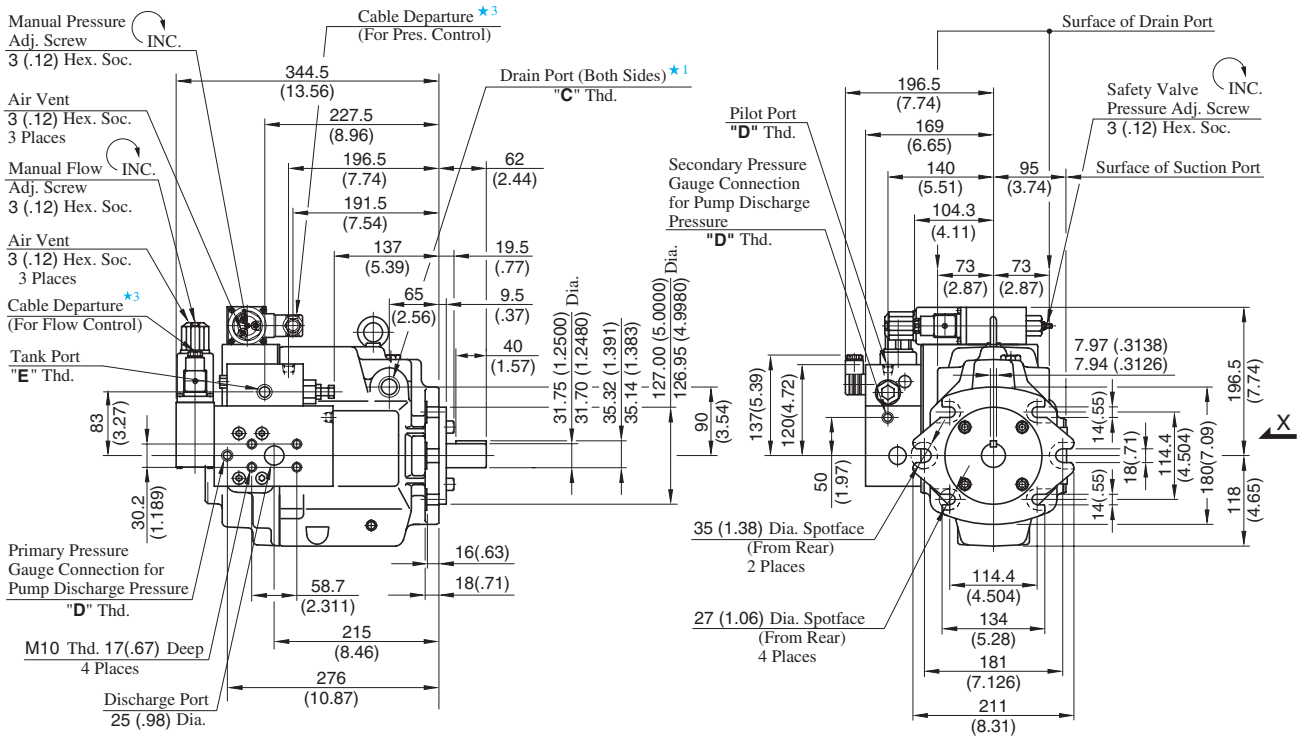 Manual Pressure
Adj. Screw
INC.
3 (.12) Hex. Soc.
Air Vent
3 (.12) Hex. Soc.
3 Places
Manual Flow
INC.
Adj. Screw
3 (.12) Hex. Soc.
Air Vent
3 (.12) Hex. Soc.
3 Places
Cable Departure★3
(For Flow Control)
Tank Port
"E" Thd.
83
(3.27)
30.2
(1.189)
Primary Pressure
Gauge Connection for
Pump Discharge Pressure
"D" Thd.
M10 Thd. 17(.67) Deep
4 Places
Discharge Port
25 (.98) Dia.
Cable Departure ★3
(For Pres. Control)
Drain Port (Both Sides) ★1
"C" Thd.
344.5
(13.56)
227.5
(8.96)
196.5
(7.74)
62
(2.44)
191.5
(7.54)
137
(5.39)
19.5
(.77)
65
(2.56)
9.5
(.37)
40
(1.57)
31.75 (1.2500) Dia.
31.70 (1.2480)
35.32 (1.391)
35.14 (1.383)
127.00 (5.0000) Dia.
126.95 (4.9980)
90
(3.54)
16(.63)
18(.71)
58.7
(2.311)
215
(8.46)
276
(10.87)
Surface of Drain Port
196.5
(7.74)
Safety Valve
INC.
Pressure Adj. Screw
3 (.12) Hex. Soc.
Pilot Port
"D" Thd.
169
(6.65)
Secondary Pressure
Gauge Connection
for Pump Discharge
Pressure
"D" Thd.
140
(5.51)
95
(3.74)
Surface of Suction Port
104.3
(4.11)
73
(2.87)
73
(2.87)
7.97 (.3138)
7.94 (.3126)
137(5.39)
120(4.72)
50
(1.97)
14(.55)
18(.71)
14(.55)
114.4
(4.504)
180(7.09)
196.5
(7.74)
118
(4.65)
X
35 (1.38) Dia. Spotface
(From Rear)
2 Places
27 (1.06) Dia. Spotface
(From Rear)
4 Places
114.4
(4.504)
134
(5.28)
181
(7.126)
211
(8.31)